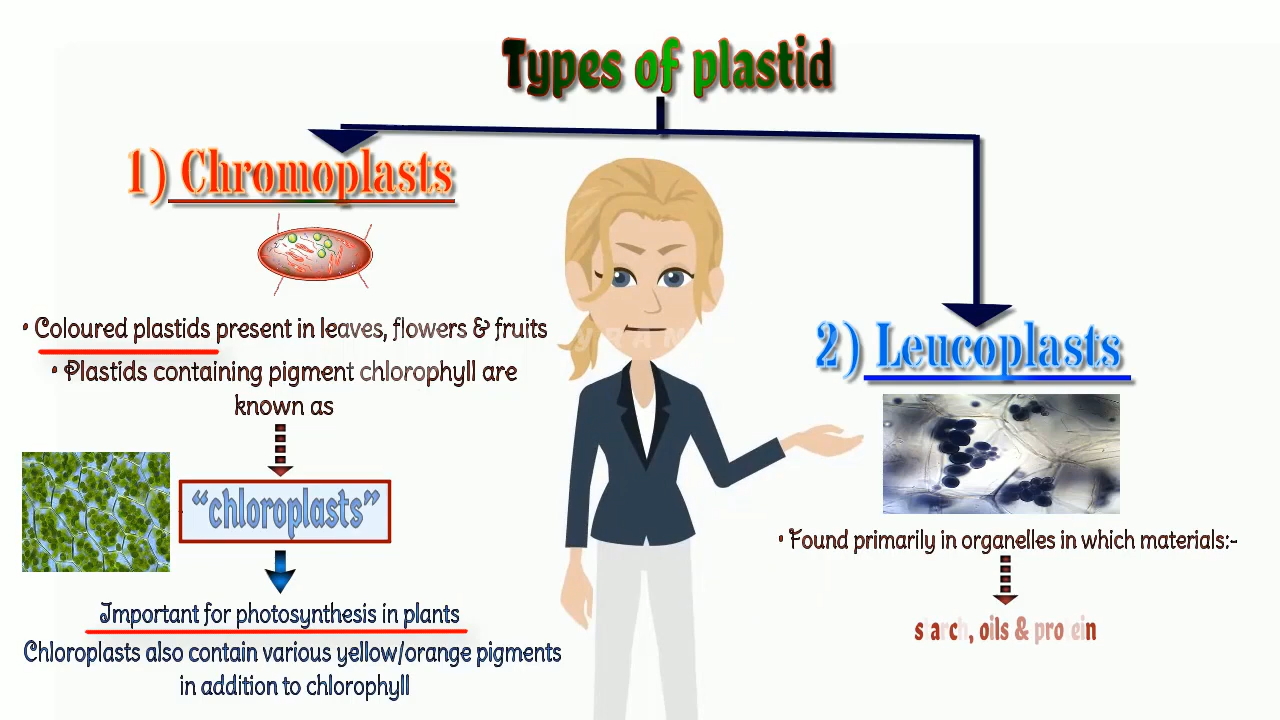 Types of plastid
1) Chromoplasts
• Coloured plastids present in leaves, flowers & fruits
• Plastids containing pigment chlorophyll are
known as
“chloroplasts”
Important for photosynthesis in plants
Chloroplasts also contain various yellow/orange pigments
in addition to chlorophyll
2) Leucoplasts
• Found primarily in organelles in which materials:-
starch, oils & protein